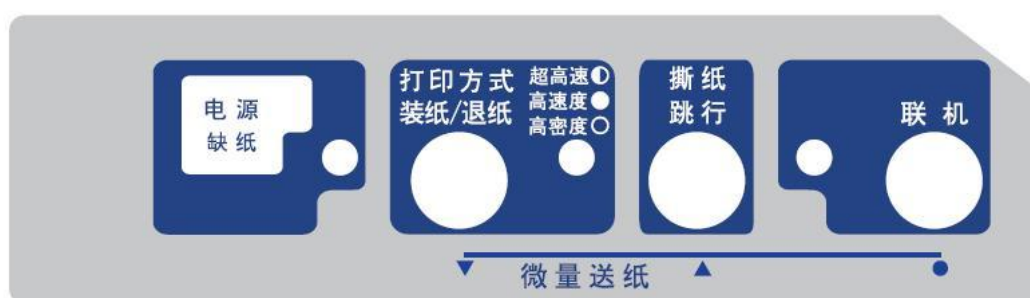 电源
缺纸
打印方式
装纸/退纸
超高速◐
高速度●
高密度○
撕纸
跳行
联机
▼ 微量送纸 ▲ ●